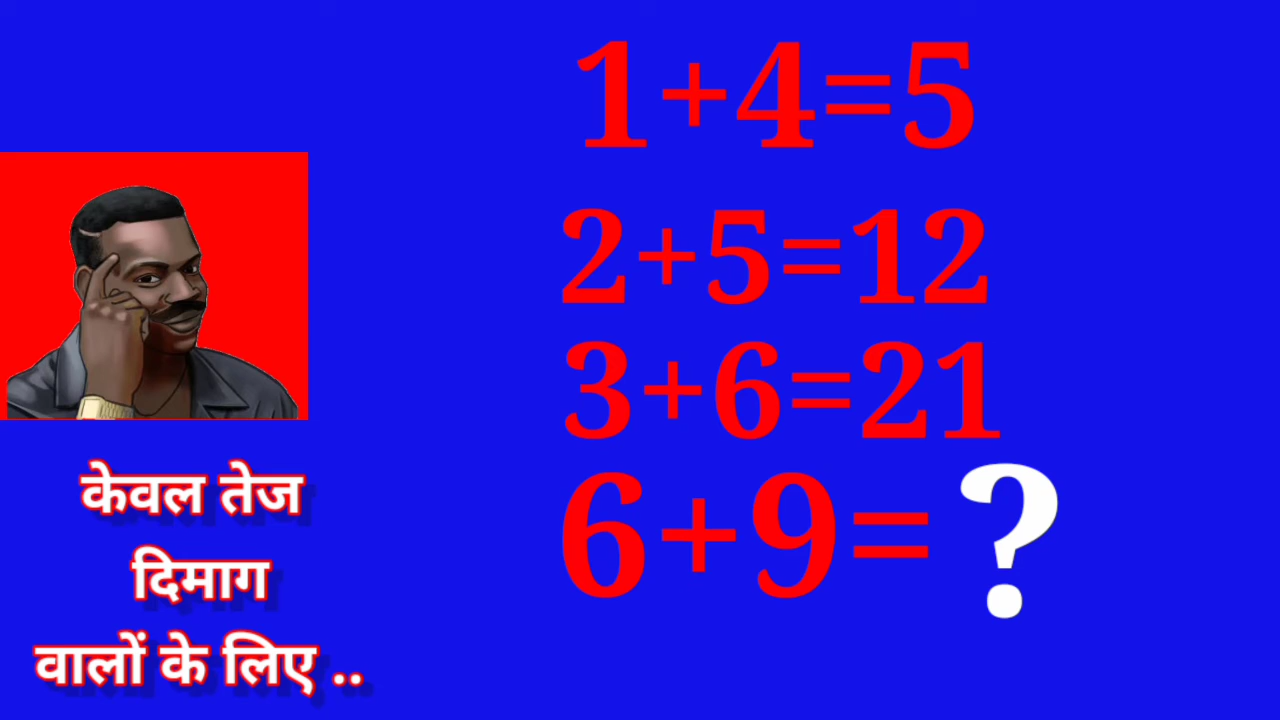 1+4=5
2+5=12
3+6=21
6+9=?
केवल तेज
दिमाग
वालों के लिए ..